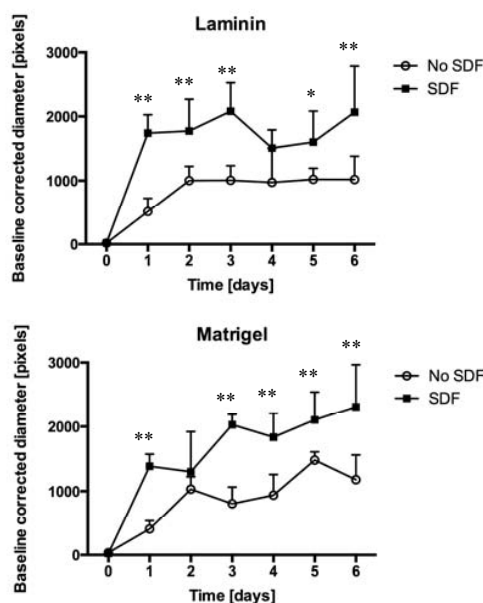 Laminin
Baseline corrected diameter [pixels]
3000
2000
1000
0
** ** ** * **
No SDF
SDF
0 1 2 3 4 5 6
Time [days]
Matrigel
Baseline corrected diameter [pixels]
3000
2000
1000
0
** ** ** ** **
No SDF
SDF
0 1 2 3 4 5 6
Time [days]